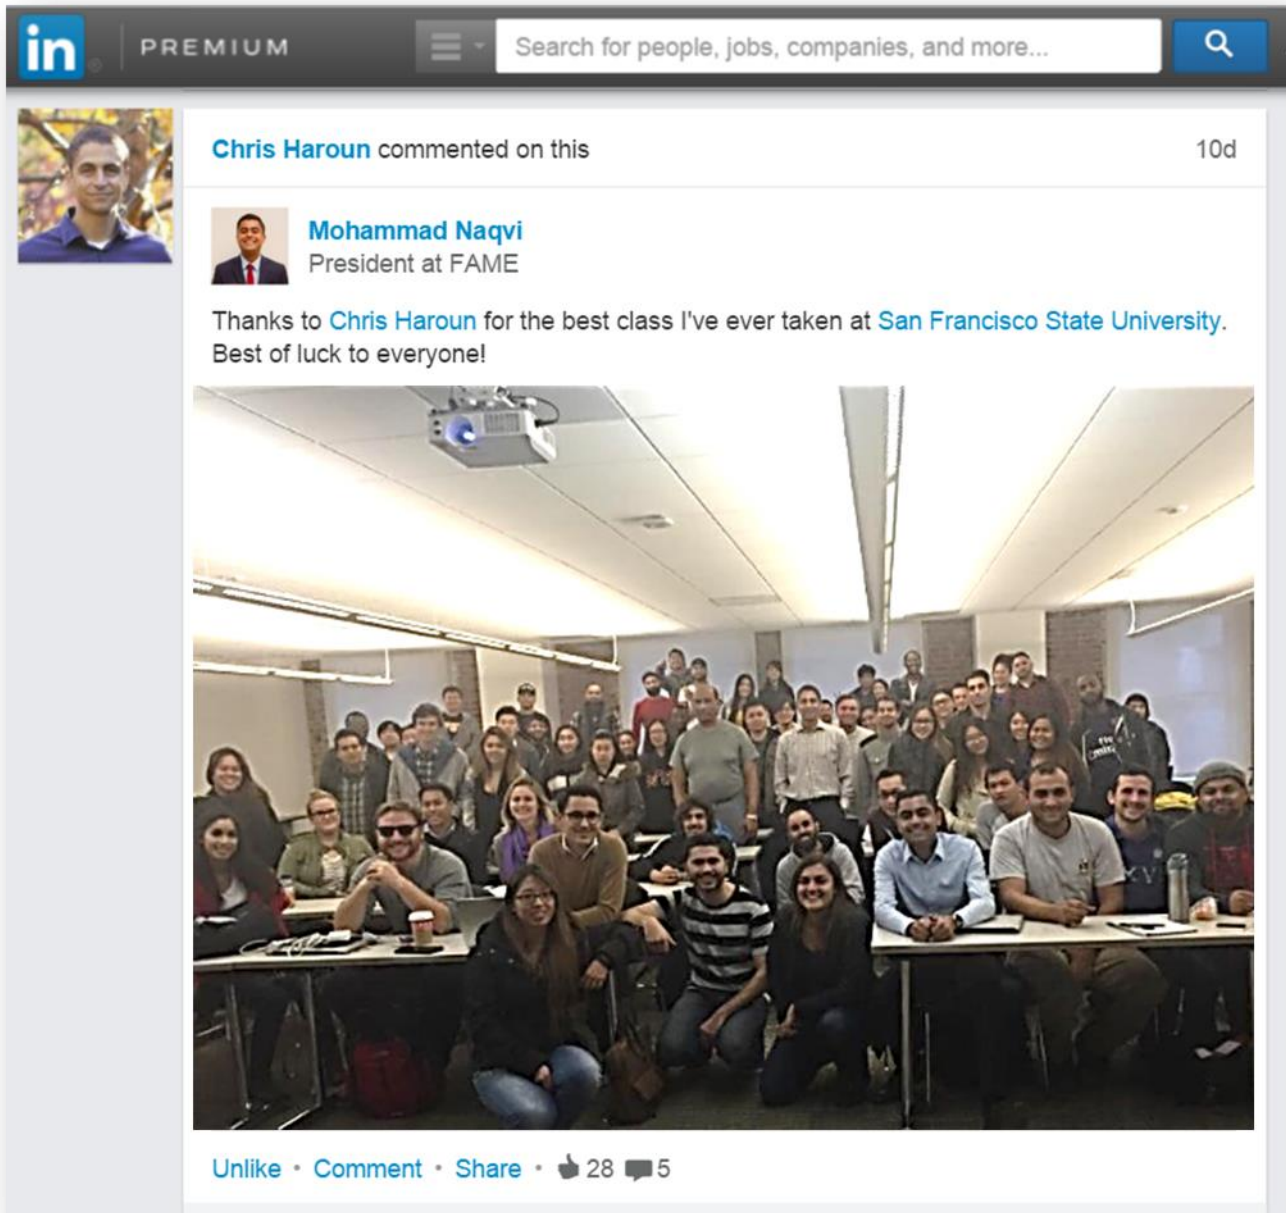 in
PREMIUM
Search for people, jobs, companies, and more...
Chris Haroun commented on this
10d
Mohammad Naqvi
President at FAME
Thanks to Chris Haroun for the best class I've ever taken at San Francisco State University.
Best of luck to everyone!
Unlike • Comment • Share • 28 5